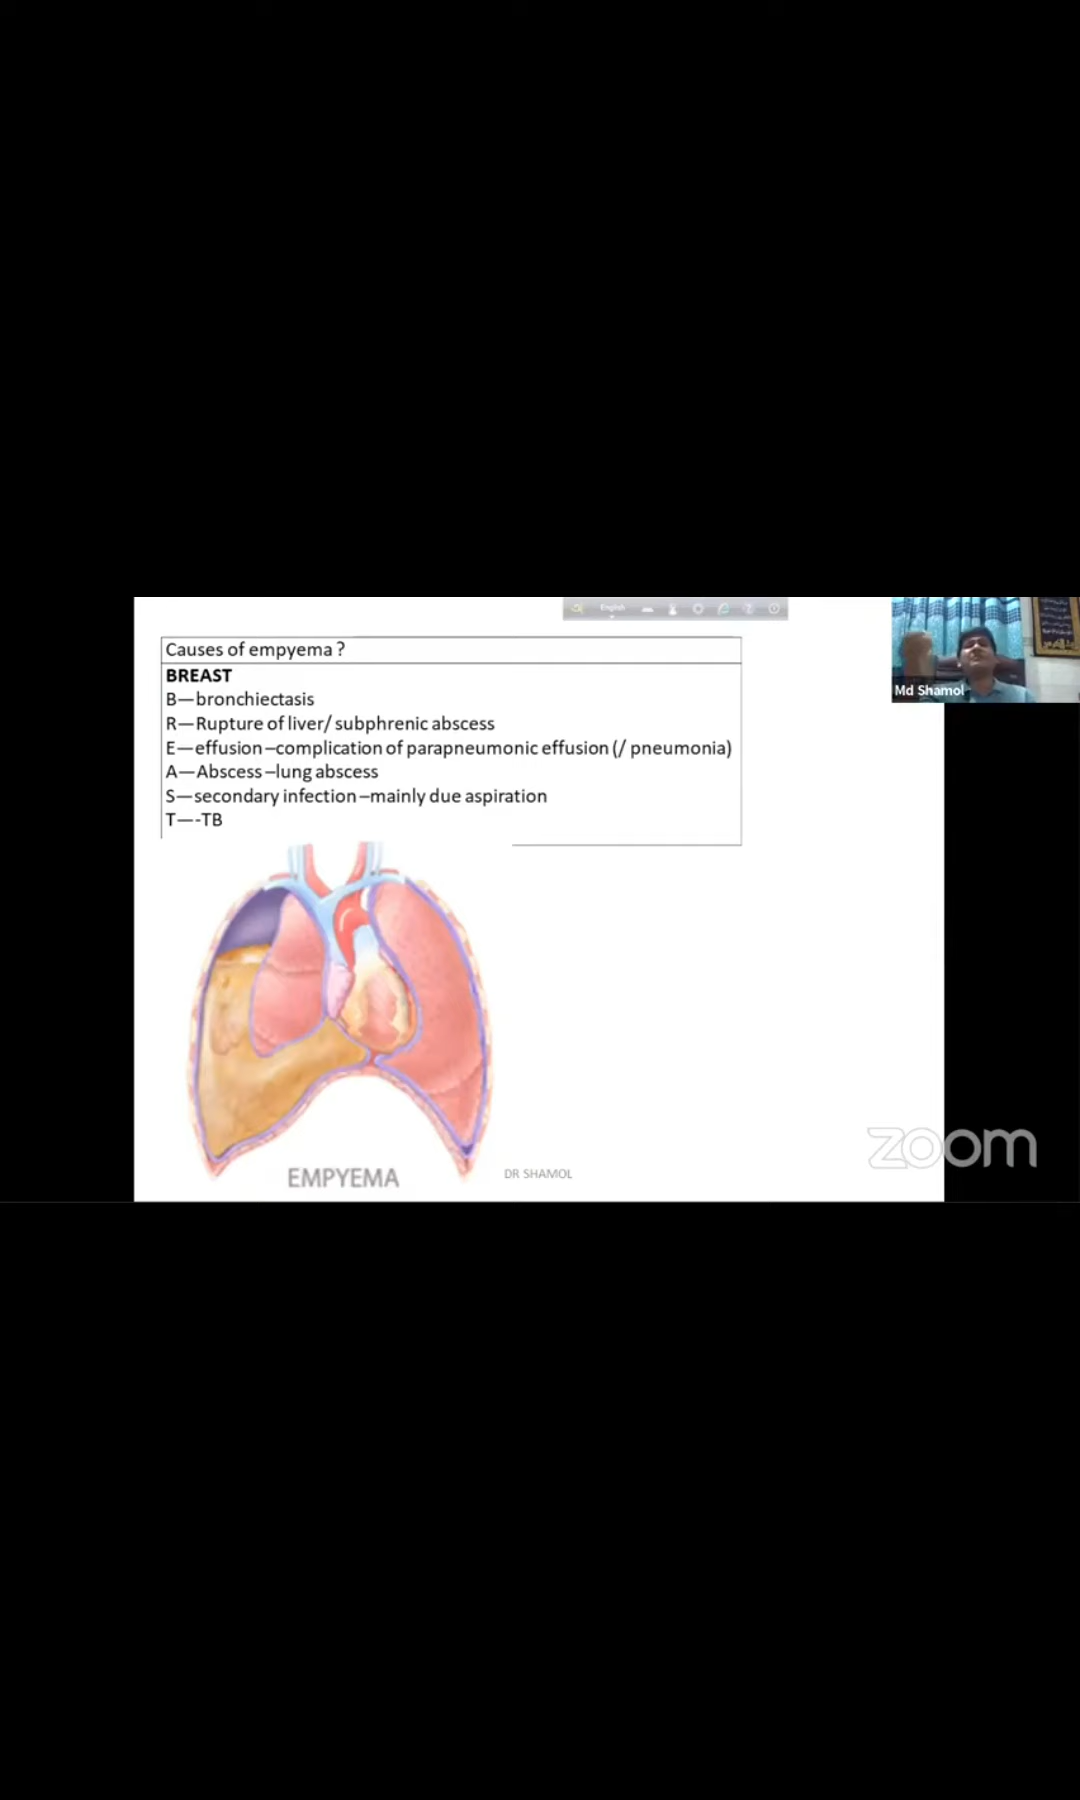 English
Causes of empyema ?
Md Shamol
BREAST
B—bronchiectasis
R—Rupture of liver/ subphrenic abscess
E—effusion –complication of parapneumonic effusion (/ pneumonia)
A—Abscess –lung abscess
S—secondary infection –mainly due aspiration
T—-TB
EMPYEMA
DR SHAMOL
zoom